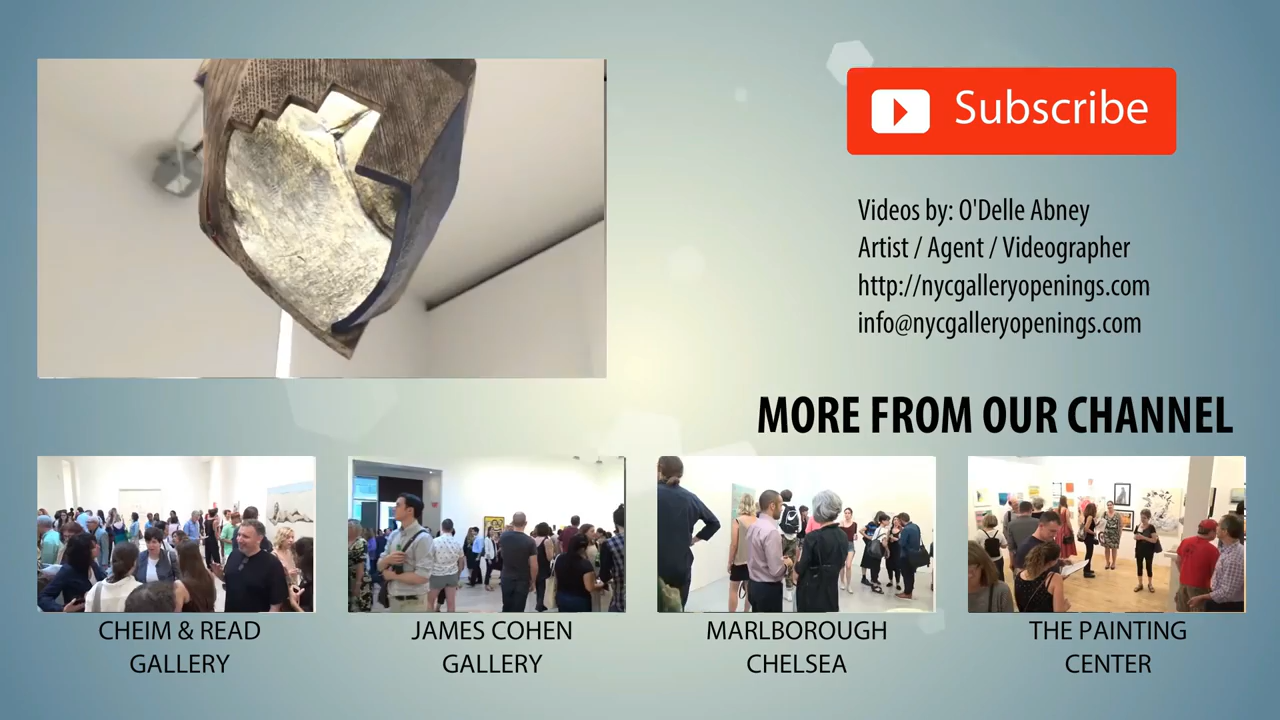 Subscribe
Videos by: O'Delle Abney
Artist / Agent / Videographer
http://nycgalleryopenings.com
info@nycgalleryopenings.com
MORE FROM OUR CHANNEL
CHEIM & READ
GALLERY
JAMES COHEN
GALLERY
MARLBOROUGH
CHELSEA
THE PAINTING
CENTER